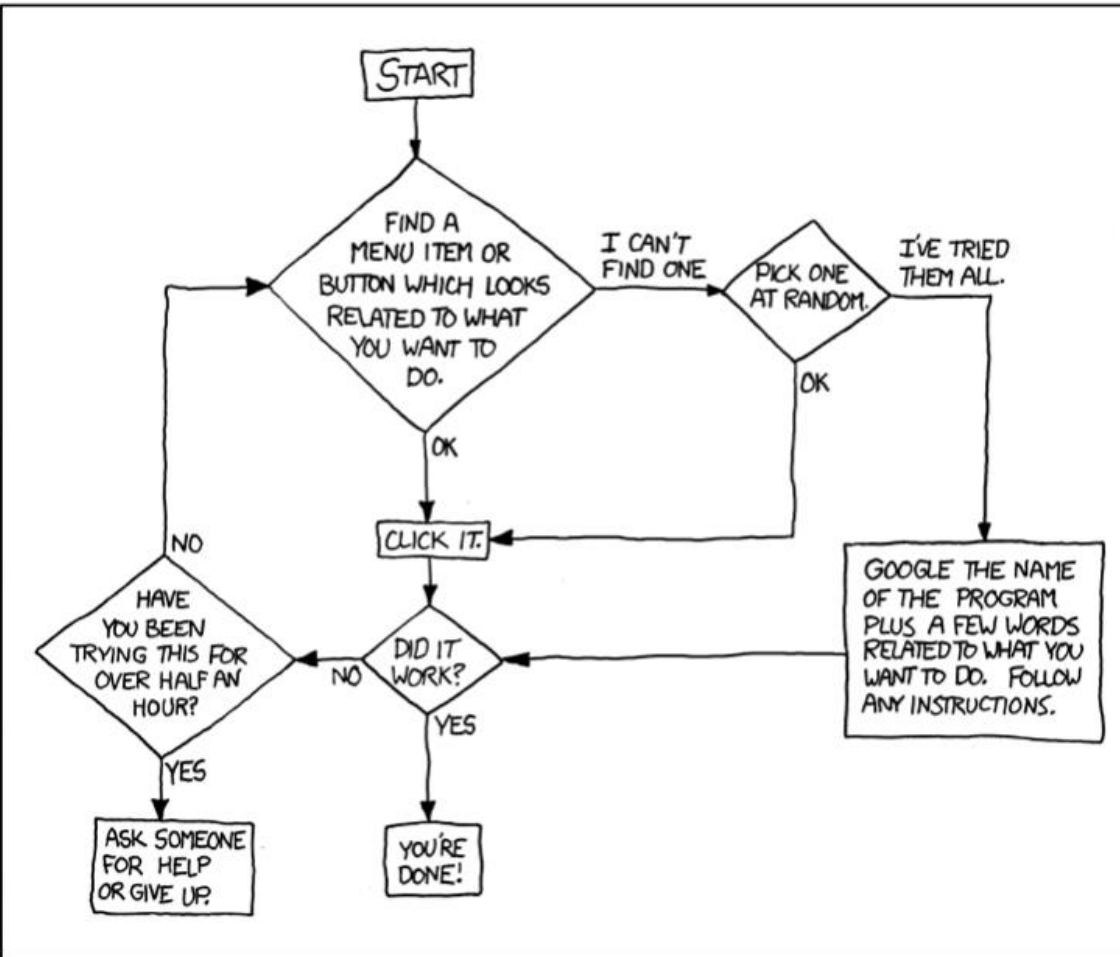 START
FIND A
MENU ITEM OR
BUTTON WHICH LOOKS
RELATED TO WHAT
YOU WANT TO
DO.
I CAN'T
FIND ONE
PICK ONE
AT RANDOM.
I'VE TRIED
THEM ALL.
OK
OK
CLICK IT.
NO
HAVE
YOU BEEN
TRYING THIS FOR
OVER HALF AN
HOUR?
NO
DID IT
WORK?
GOOGLE THE NAME
OF THE PROGRAM
PLUS A FEW WORDS
RELATED TO WHAT YOU
WANT TO DO. FOLLOW
ANY INSTRUCTIONS.
YES
YES
ASK SOMEONE
FOR HELP
OR GIVE UP.
YOU'RE
DONE!